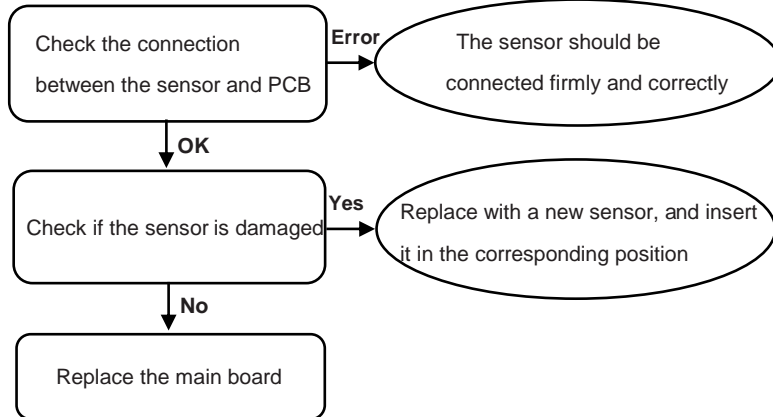 Check the connection
between the sensor and PCB
Error
The sensor should be
connected firmly and correctly
OK
Check if the sensor is damaged
Yes
Replace with a new sensor, and insert
it in the corresponding position
No
Replace the main board